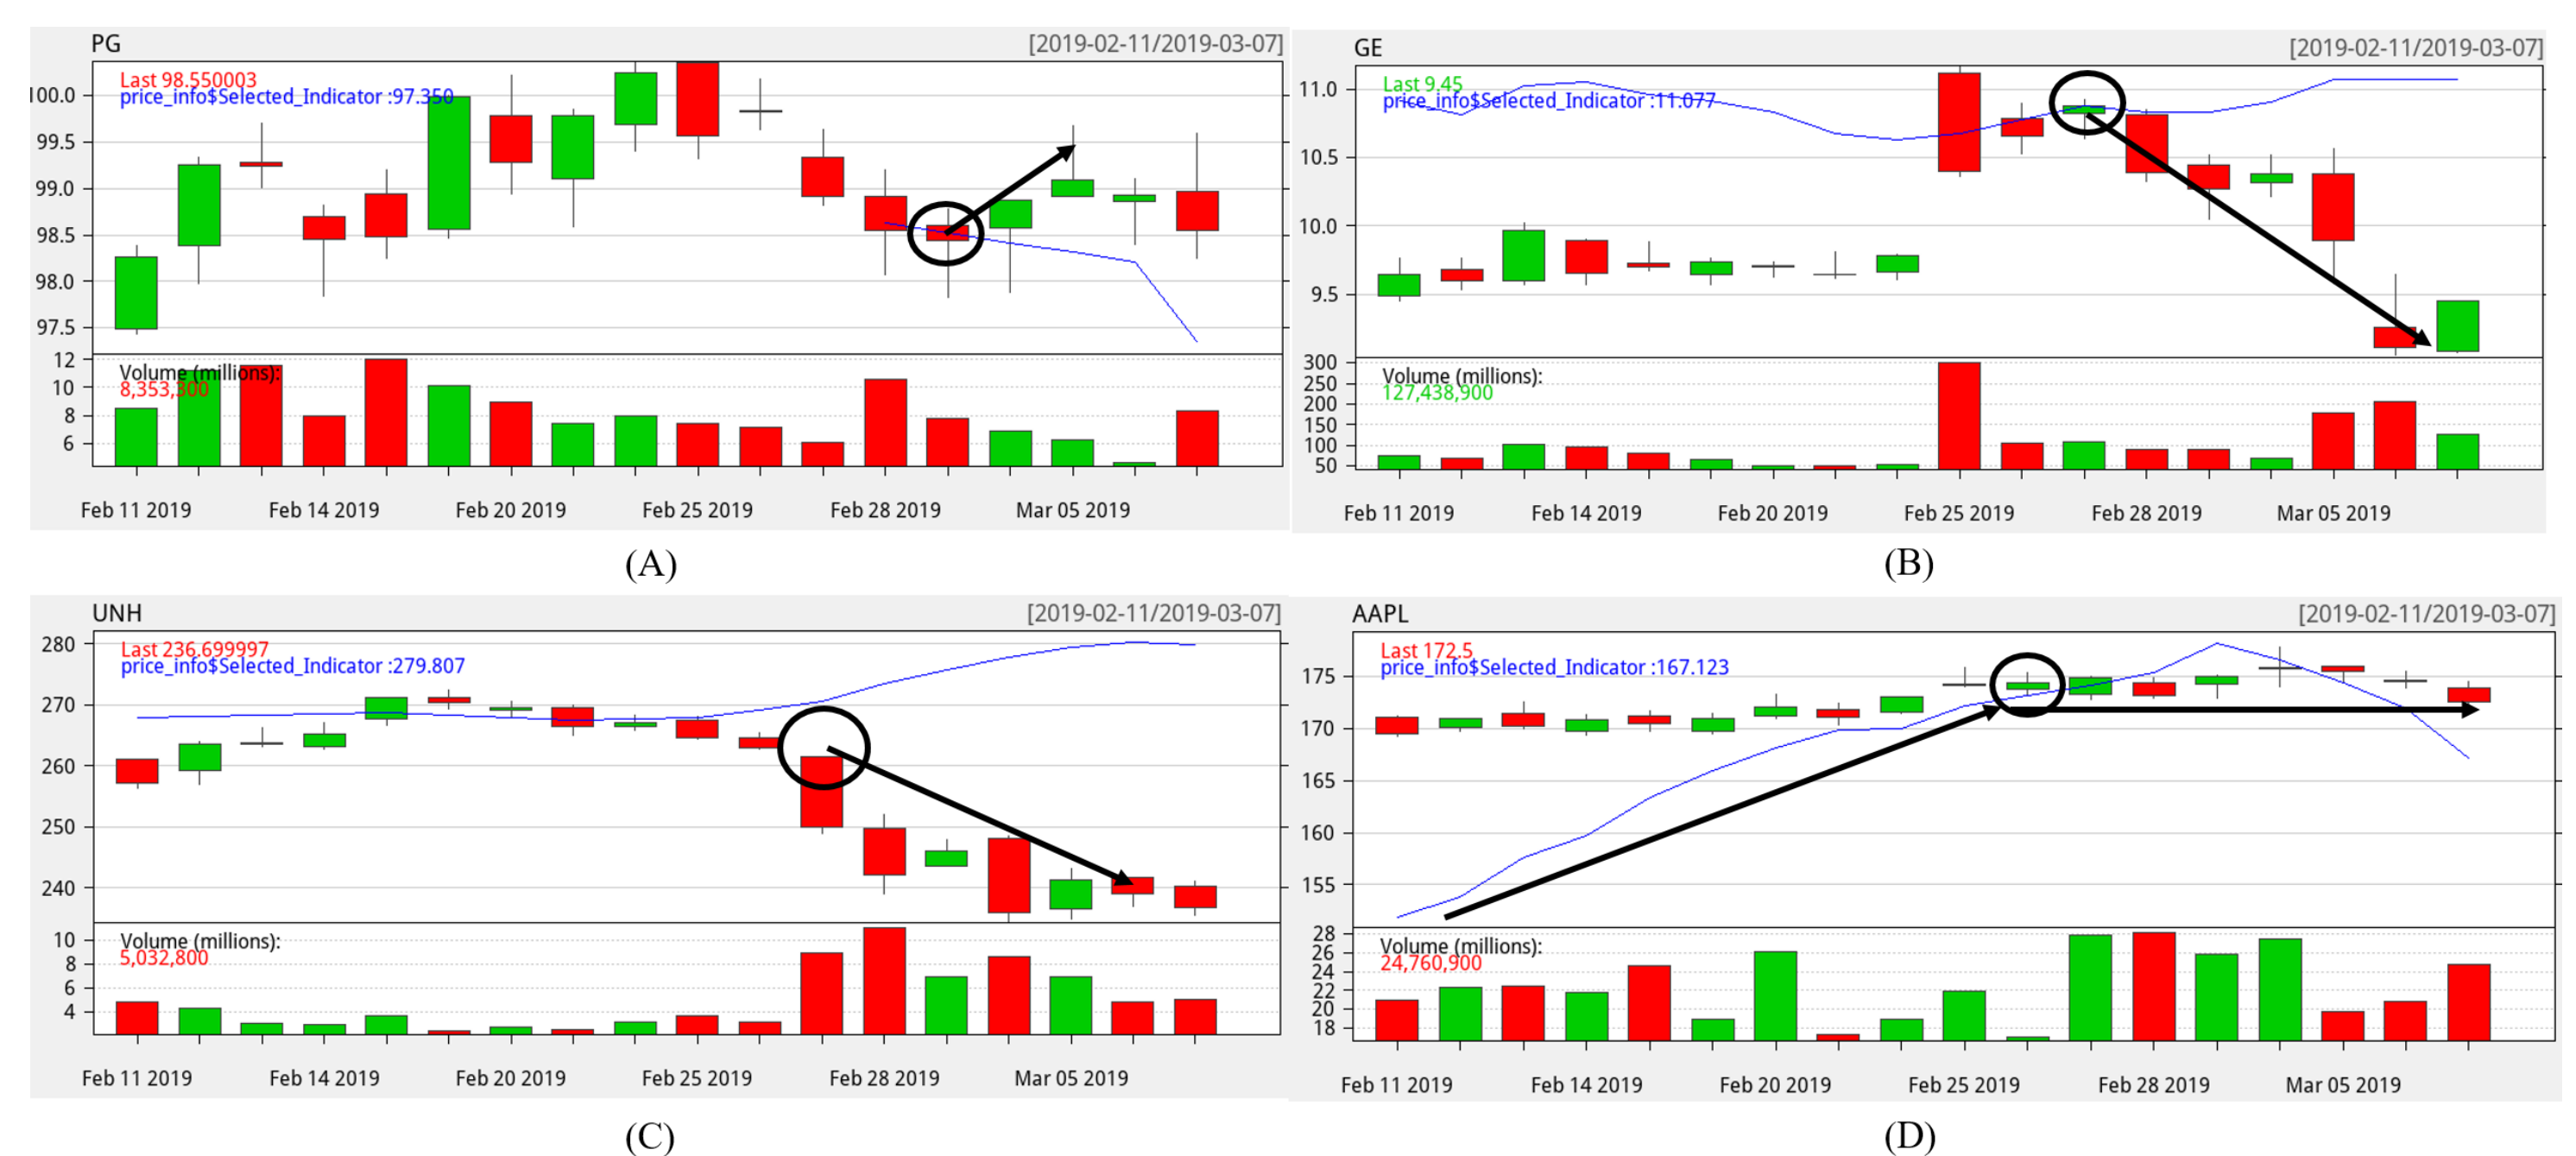 PG [2019-02-11/2019-03-07]
Last 98.550003
price_info$Selected_Indicator :97.350
100.0
99.5
99.0
98.5
98.0
97.5
12
10
8
6
Volume (millions):
8,353,300
Feb 11 2019 Feb 14 2019 Feb 20 2019 Feb 25 2019 Feb 28 2019 Mar 05 2019
(A)
GE [2019-02-11/2019-03-07]
Last 9.45
price_info$Selected_Indicator :11.077
11.0
10.5
10.0
9.5
300
250
200
150
100
50
Volume (millions):
127,438,900
Feb 11 2019 Feb 14 2019 Feb 20 2019 Feb 25 2019 Feb 28 2019 Mar 05 2019
(B)
UNH [2019-02-11/2019-03-07]
Last 236.699997
price_info$Selected_Indicator :279.807
280
270
260
250
240
10
8
6
4
Volume (millions):
5,032,800
Feb 11 2019 Feb 14 2019 Feb 20 2019 Feb 25 2019 Feb 28 2019 Mar 05 2019
(C)
AAPL [2019-02-11/2019-03-07]
Last 172.5
price_info$Selected_Indicator :167.123
175
170
165
160
155
28
26
24
22
20
18
Volume (millions):
24,760,900
Feb 11 2019 Feb 14 2019 Feb 20 2019 Feb 25 2019 Feb 28 2019 Mar 05 2019
(D)